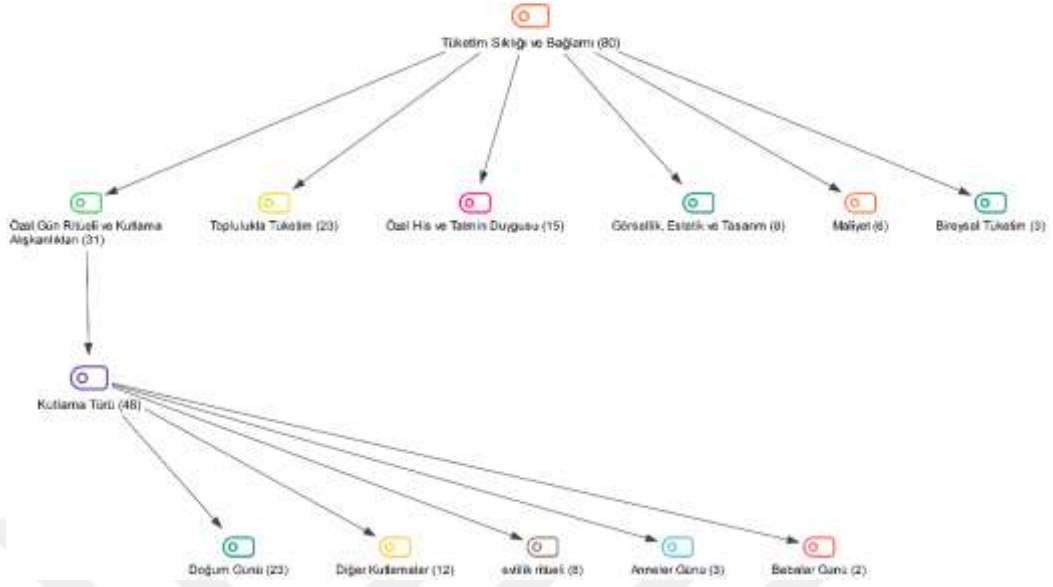 Tüketim Sıklığı ve Bağlamı (80)
Özel Gün Ritüeli ve Kutlama
Alışkanlıkları (31)
Toplulukla Tüketim (23)
Özel His ve Tatmin Duygusu (15)
Görsellik, Estetik ve Tasarım (8)
Maliyet (6)
Bireysel Tüketim (3)
Kutlama Türü (48)
Doğum Günü (23)
Diğer Kutlamalar (12)
evlilik ritüeli (8)
Anneler Günü (3)
Babalar Günü (2)